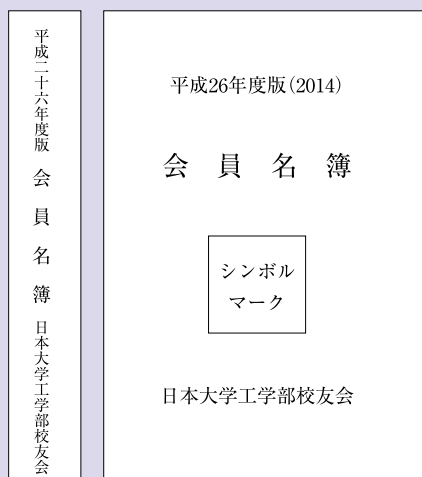 平成二十六年度版 会員名簿 日本大学工学部校友会
平成26年度版(2014)
会員名簿
シンボル
マーク
日本大学工学部校友会